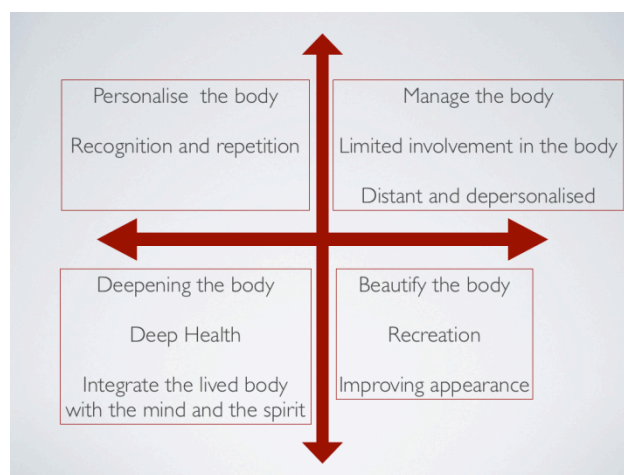 Personalise the body
Recognition and repetition
Manage the body
Limited involvement in the body
Distant and depersonalised
Deepening the body
Deep Health
Integrate the lived body
with the mind and the spirit
Beautify the body
Recreation
Improving appearance